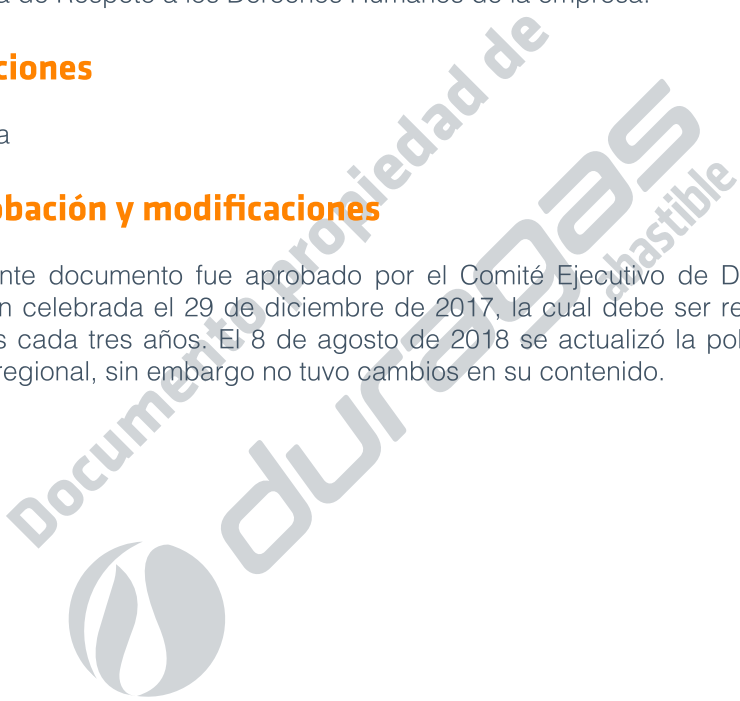 a de Respeto a los Derechos Humanos de la empresa.
ciones
a
obación y modificaciones
nte documento fue aprobado por el Comité Ejecutivo de D
n celebrada el 29 de diciembre de 2017, la cual debe ser re
s cada tres años. El 8 de agosto de 2018 se actualizó la pol
regional, sin embargo no tuvo cambios en su contenido.
Documento propiedad de
duragas
abastible